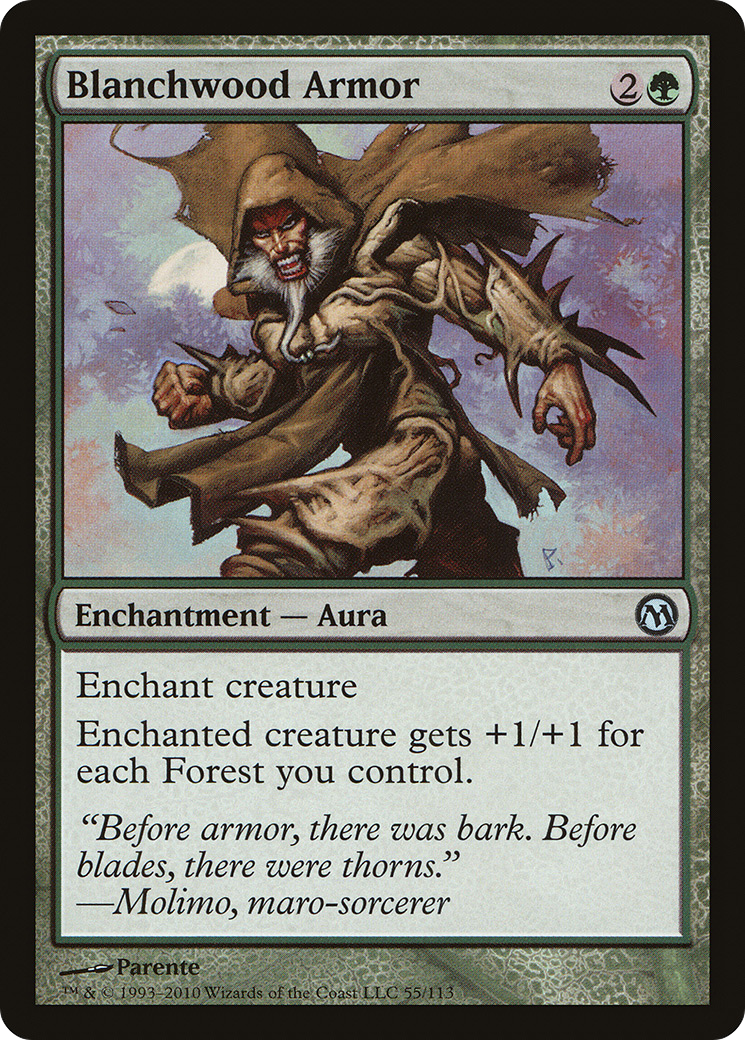 Blanchwood Armor 2
Enchantment — Aura
Enchant creature
Enchanted creature gets +1/+1 for
each Forest you control.
“Before armor, there was bark. Before
blades, there were thorns.”
—Molimo, maro-sorcerer
Parente
™ & © 1993–2010 Wizards of the Coast LLC 55/113